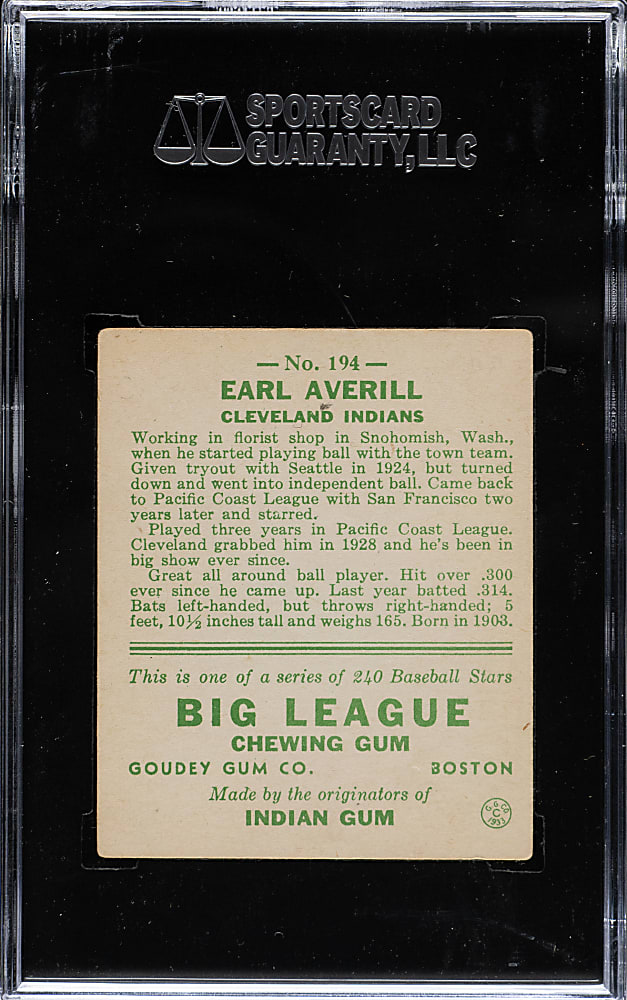 SPORTSCARD
GUARANTY, LLC
— No. 194 —
EARL AVERILL
CLEVELAND INDIANS
Working in florist shop in Snohomish, Wash.,
when he started playing ball with the town team.
Given tryout with Seattle in 1924, but turned
down and went into independent ball. Came back
to Pacific Coast League with San Francisco two
years later and starred.
Played three years in Pacific Coast League.
Cleveland grabbed him in 1928 and he's been in
big show ever since.
Great all around ball player. Hit over .300
ever since he came up. Last year batted .314.
Bats left-handed, but throws right-handed; 5
feet, 10½ inches tall and weighs 165. Born in 1903.
This is one of a series of 240 Baseball Stars
BIG LEAGUE
CHEWING GUM
GOUDEY GUM CO. BOSTON
Made by the originators of
INDIAN GUM
G. G. CO.
C
1933